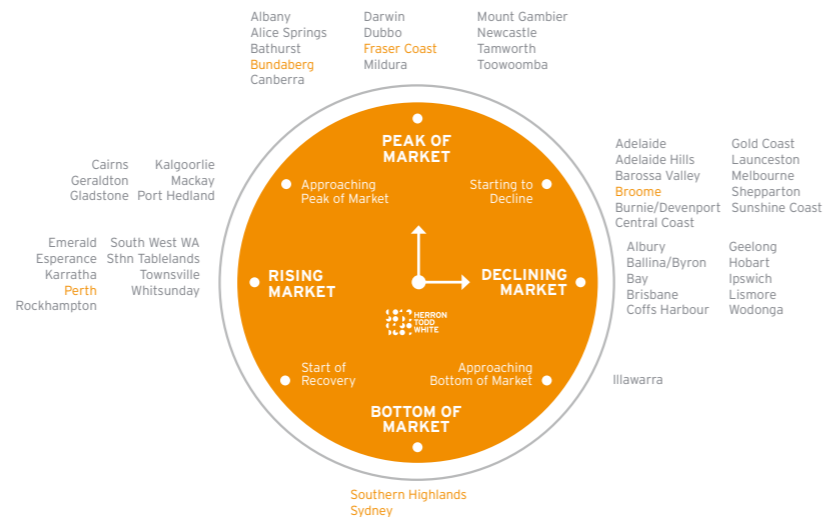 Albany
Alice Springs
Bathurst
Bundaberg
Canberra
Darwin
Dubbo
Fraser Coast
Mildura
Mount Gambier
Newcastle
Tamworth
Toowoomba
PEAK OF
MARKET
Cairns
Geraldton
Gladstone
Kalgoorlie
Mackay
Port Hedland
Approaching
Peak of Market
Starting to
Decline
Adelaide
Adelaide Hills
Barossa Valley
Broome
Burnie/Devenport
Central Coast
Gold Coast
Launceston
Melbourne
Shepparton
Sunshine Coast
Emerald
Esperance
Karratha
Perth
Rockhampton
South West WA
Sthn Tablelands
Townsville
Whitsunday
RISING
MARKET
DECLINING
MARKET
Albury
Ballina/Byron
Bay
Brisbane
Coffs Harbour
Geelong
Hobart
Ipswich
Lismore
Wodonga
HERRON
TODD
WHITE
Start of
Recovery
Approaching
Bottom of Market
Illawarra
BOTTOM OF
MARKET
Southern Highlands
Sydney